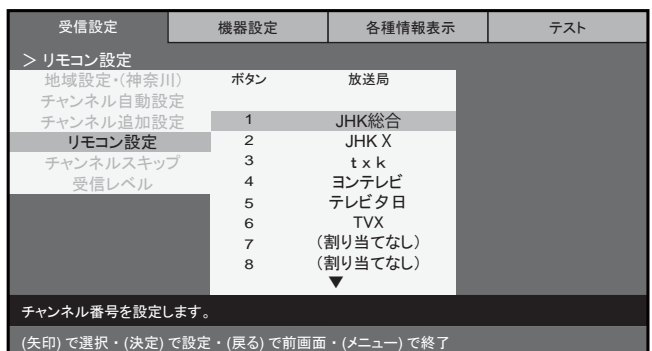 受信設定 機器設定 各種情報表示 テスト
＞リモコン設定
地域設定・(神奈川)
チャンネル自動設定
チャンネル追加設定
リモコン設定
チャンネルスキップ
受信レベル
ボタン 放送局
1 JHK総合
2 JHK X
3 t x k
4 ヨンテレビ
5 テレビタ日
6 TVX
7 (割り当てなし)
8 (割り当てなし)
▼
チャンネル番号を設定します。
(矢印) で選択・(決定) で設定・(戻る) で前画面・(メニュー) で終了